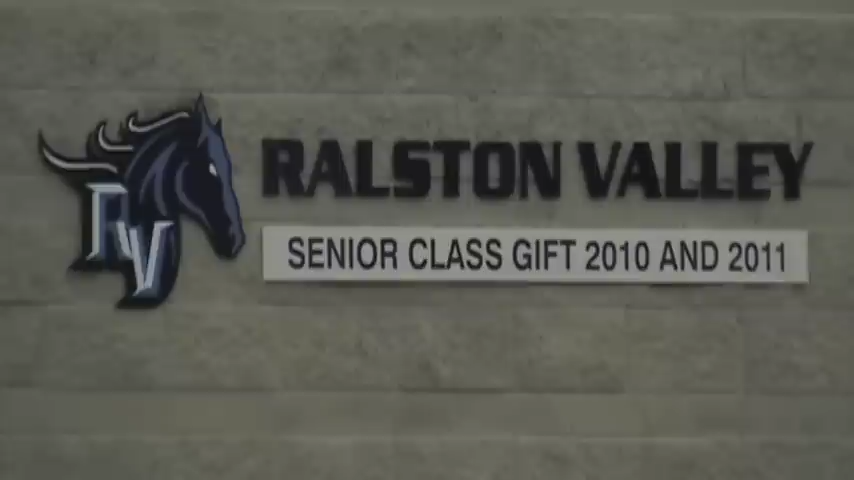 RV
RALSTON VALLEY
SENIOR CLASS GIFT 2010 AND 2011